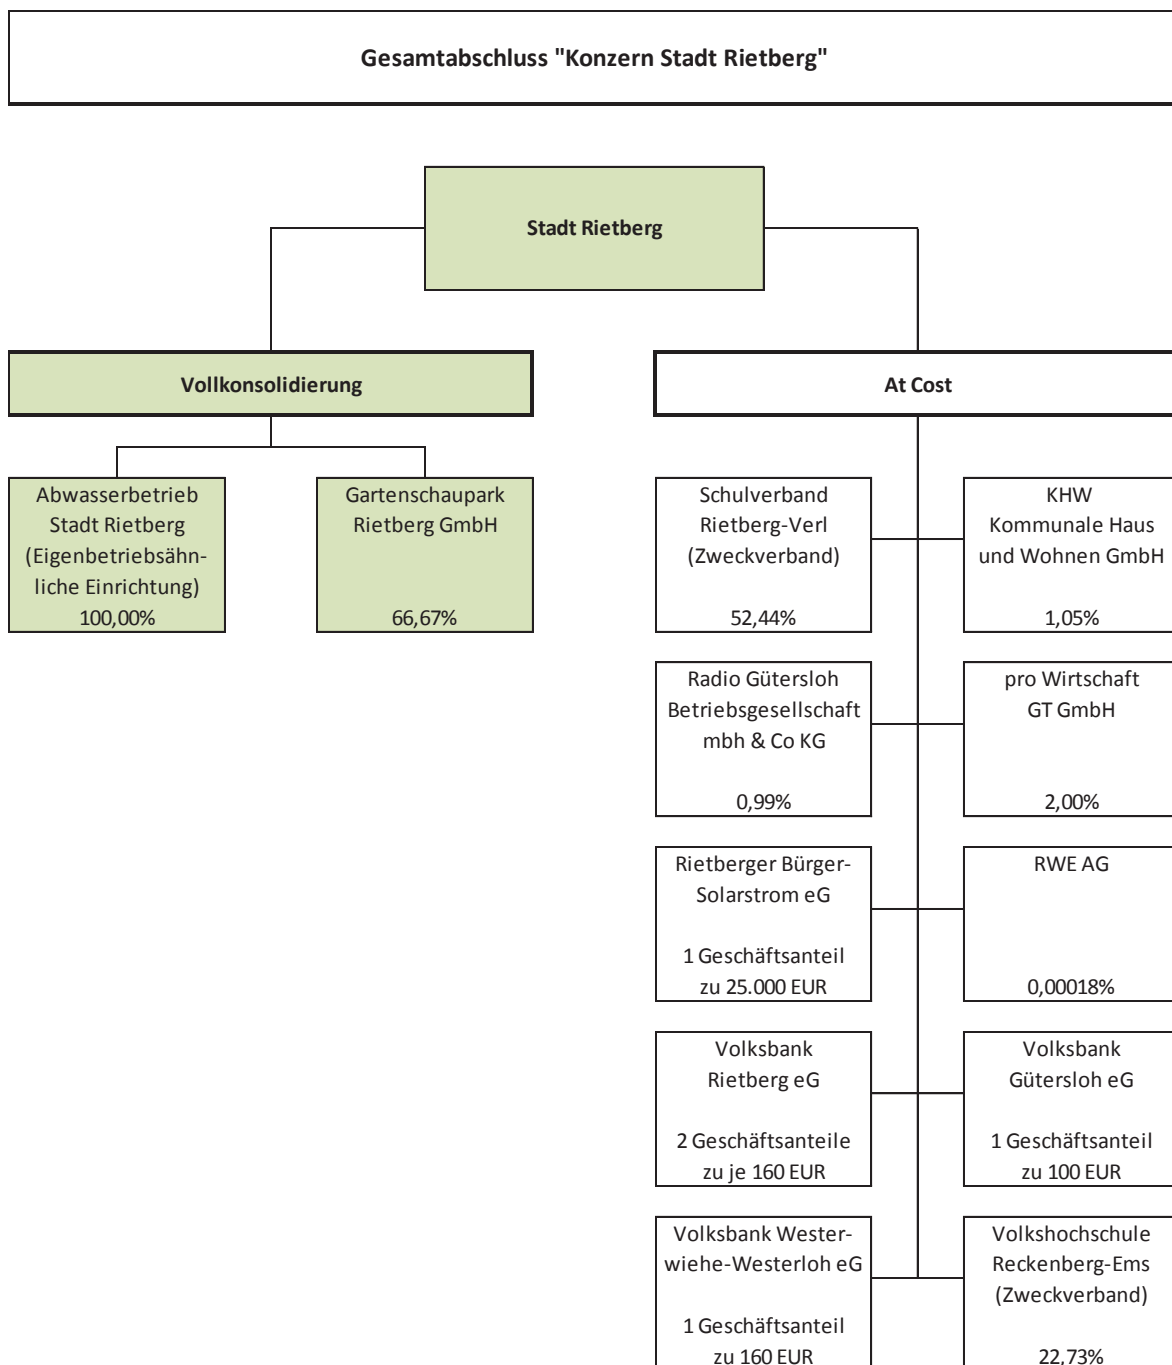 Gesamtabschluss "Konzern Stadt Rietberg"
Stadt Rietberg
Vollkonsolidierung
At Cost
Abwasserbetrieb
Stadt Rietberg
(Eigenbetriebsähn-
liche Einrichtung)
100,00%
Gartenschaupark
Rietberg GmbH
66,67%
Schulverband
Rietberg-Verl
(Zweckverband)
52,44%
KHW
Kommunale Haus
und Wohnen GmbH
1,05%
Radio Gütersloh
Betriebsgesellschaft
mbh & Co KG
0,99%
pro Wirtschaft
GT GmbH
2,00%
Rietberger Bürger-
Solarstrom eG
1 Geschäftsanteil
zu 25.000 EUR
RWE AG
0,00018%
Volksbank
Rietberg eG
2 Geschäftsanteile
zu je 160 EUR
Volksbank
Gütersloh eG
1 Geschäftsanteil
zu 100 EUR
Volksbank Wester-
wiehe-Westerloh eG
1 Geschäftsanteil
zu 160 EUR
Volkshochschule
Reckenberg-Ems
(Zweckverband)
22,73%